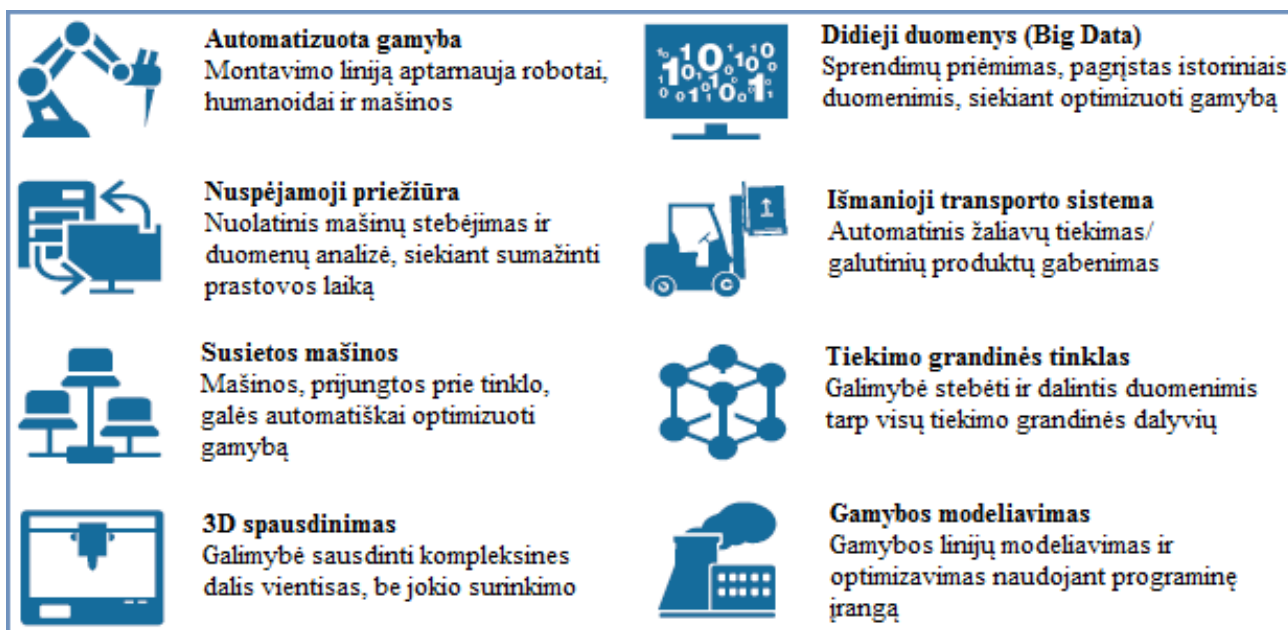 Automatizuota gamyba
Montavimo liniją aptarnauja robotai,
humanoidai ir mašinos
Didieji duomenys (Big Data)
Sprendimų priėmimas, pagrįstas istoriniais
duomenimis, siekiant optimizuoti gamybą
Nuspėjamoji priežiūra
Nuolatinis mašinų stebėjimas ir
duomenų analizė, siekiant sumažinti
prastovos laiką
Išmanioji transporto sistema
Automatinis žaliavų tiekimas/
galutinių produktų gabenimas
Susietos mašinos
Mašinos, prijungtos prie tinklo,
galės automatiškai optimizuoti
gamybą
Tiekimo grandinės tinklas
Galimybė stebėti ir dalintis duomenimis
tarp visų tiekimo grandinės dalyvių
3D spausdinimas
Galimybė sausdinti kompleksines
dalis vientisas, be jokio surinkimo
Gamybos modeliavimas
Gamybos linijų modeliavimas ir
optimizavimas naudojant programinę
įrangą